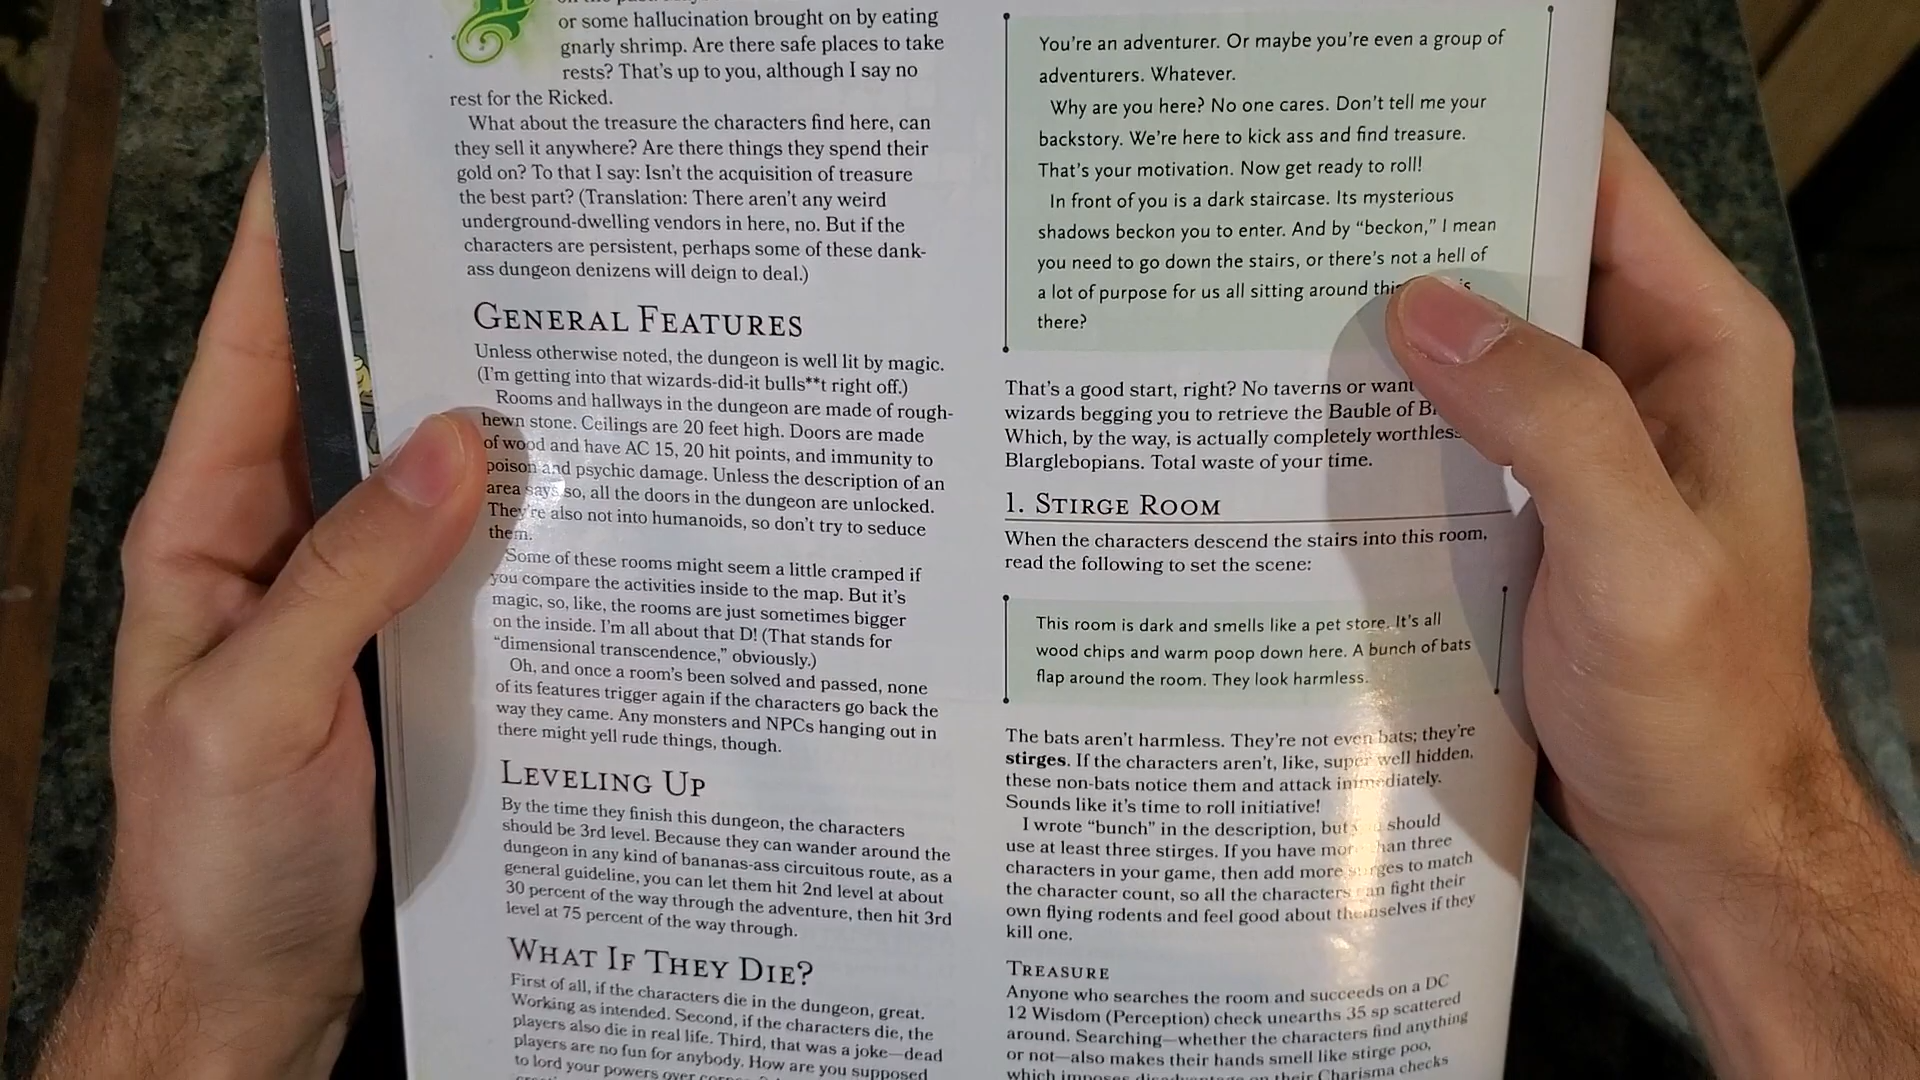 or some hallucination brought on by eating
gnarly shrimp. Are there safe places to take
rests? That's up to you, although I say no
rest for the Ricked.
What about the treasure the characters find here, can
they sell it anywhere? Are there things they spend their
gold on? To that I say: Isn't the acquisition of treasure
the best part? (Translation: There aren't any weird
underground-dwelling vendors in here, no. But if the
characters are persistent, perhaps some of these dank-
ass dungeon denizens will deign to deal.)
GENERAL FEATURES
Unless otherwise noted, the dungeon is well lit by magic.
(I'm getting into that wizards-did-it bulls**t right off.)
Rooms and hallways in the dungeon are made of rough-
hewn stone. Ceilings are 20 feet high. Doors are made
of wood and have AC 15, 20 hit points, and immunity to
poison and psychic damage. Unless the description of an
area says so, all the doors in the dungeon are unlocked.
They're also not into humanoids, so don't try to seduce
them.
Some of these rooms might seem a little cramped if
you compare the activities inside to the map. But it's
magic, so, like, the rooms are just sometimes bigger
on the inside. I'm all about that D! (That stands for
"dimensional transcendence," obviously.)
Oh, and once a room's been solved and passed, none
of its features trigger again if the characters go back the
way they came. Any monsters and NPCs hanging out in
there might yell rude things, though.
LEVELING UP
By the time they finish this dungeon, the characters
should be 3rd level. Because they can wander around the
dungeon in any kind of bananas-ass circuitous route, as a
general guideline, you can let them hit 2nd level at about
30 percent of the way through the adventure, then hit 3rd
level at 75 percent of the way through.
WHAT IF THEY DIE?
First of all, if the characters die in the dungeon, great.
Working as intended. Second, if the characters die, the
players also die in real life. Third, that was a joke—dead
players are no fun for anybody. How are you supposed
to lord your powers over
You're an adventurer. Or maybe you're even a group of
adventurers. Whatever.
Why are you here? No one cares. Don't tell me your
backstory. We're here to kick ass and find treasure.
That's your motivation. Now get ready to roll!
In front of you is a dark staircase. Its mysterious
shadows beckon you to enter. And by "beckon," I mean
you need to go down the stairs, or there's not a hell of
a lot of purpose for us all sitting around
there?
That's a good start, right? No taverns or
wizards begging you to retrieve the Bauble of
Which, by the way, is actually completely worthless
Blarglebopians. Total waste of your time.
1. STIRGE ROOM
When the characters descend the stairs into this room,
read the following to set the scene:
This room is dark and smells like a pet store. It's all
wood chips and warm poop down here. A bunch of bats
flap around the room. They look harmless.
The bats aren't harmless. They're not even bats; they're
stirges. If the characters aren't, like, super well hidden,
these non-bats notice them and attack immediately.
Sounds like it's time to roll initiative!
I wrote "bunch" in the description, but you should
use at least three stirges. If you have more than three
characters in your game, then add more stirges to match
the character count, so all the characters can fight their
own flying rodents and feel good about themselves if they
kill one.
TREASURE
Anyone who searches the room and succeeds on a DC
12 Wisdom (Perception) check unearths 35 sp scattered
around. Searching—whether the characters find anything
or not—also makes their hands smell like stirge poo,
which imposes disadvantage on their Charisma checks